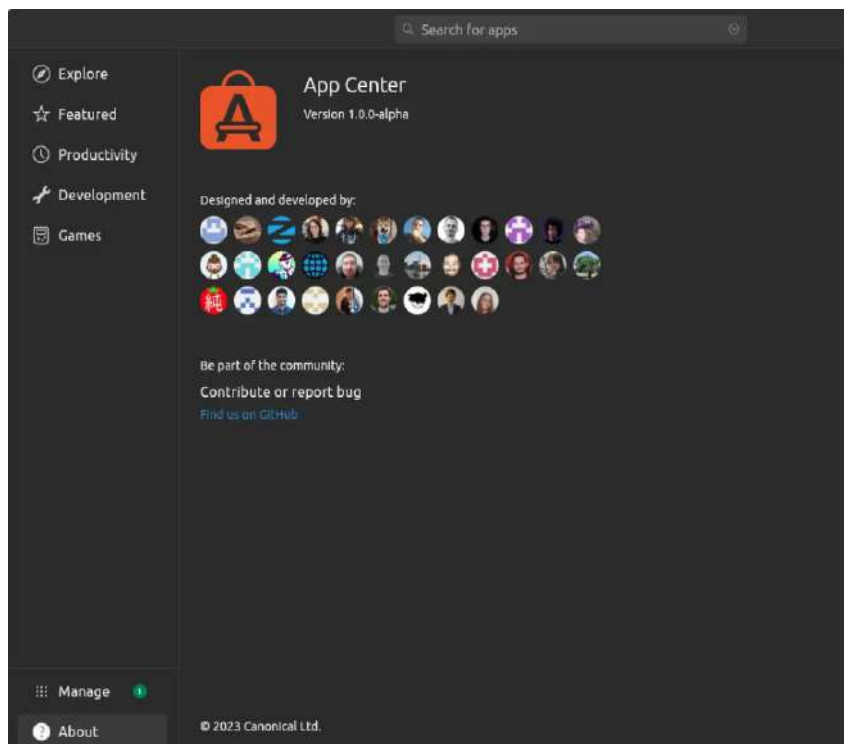 Search for apps
Explore
Featured
Productivity
Development
Games
App Center
Version 1.0.0-alpha
Designed and developed by:
純
Be part of the community:
Contribute or report bug
Find us on GitHub
Manage 1
? About
© 2023 Canonical Ltd.